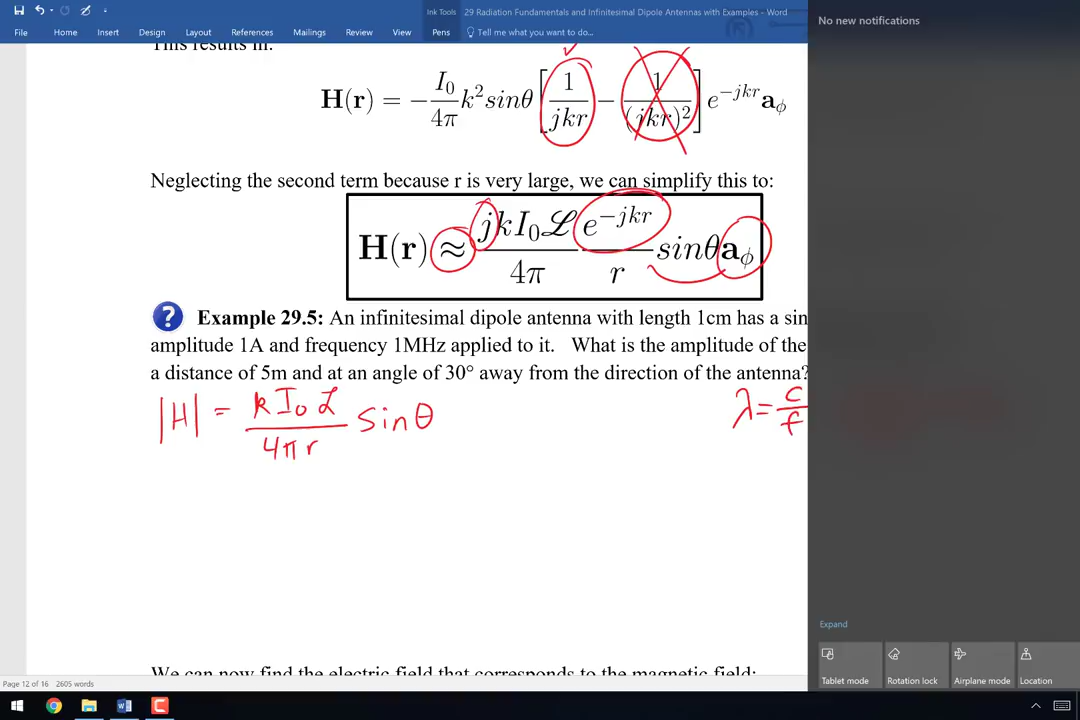 Ink Tools
29 Radiation Fundamentals and Infinitesimal Dipole Antennas with Examples - Word
No new notifications
File Home Insert Design Layout References Mailings Review View Pens Tell me what you want to do...
This results in:
H(r) = − I₀/4π k² sinθ [ 1/jkr − 1/(jkr)² ] e^−jkr a_ϕ
Neglecting the second term because r is very large, we can simplify this to:
H(r) ≈ jkI₀ℒ/4π e^−jkr/r sinθ a_ϕ
? Example 29.5: An infinitesimal dipole antenna with length 1cm has a sin
amplitude 1A and frequency 1MHz applied to it. What is the amplitude of the
a distance of 5m and at an angle of 30° away from the direction of the antenna?
|H| = k I₀ ℒ / 4πr sin θ
λ = c/f
We can now find the electric field that corresponds to the magnetic field:
Expand
Tablet mode Rotation lock Airplane mode Location
Page 12 of 16 2605 words